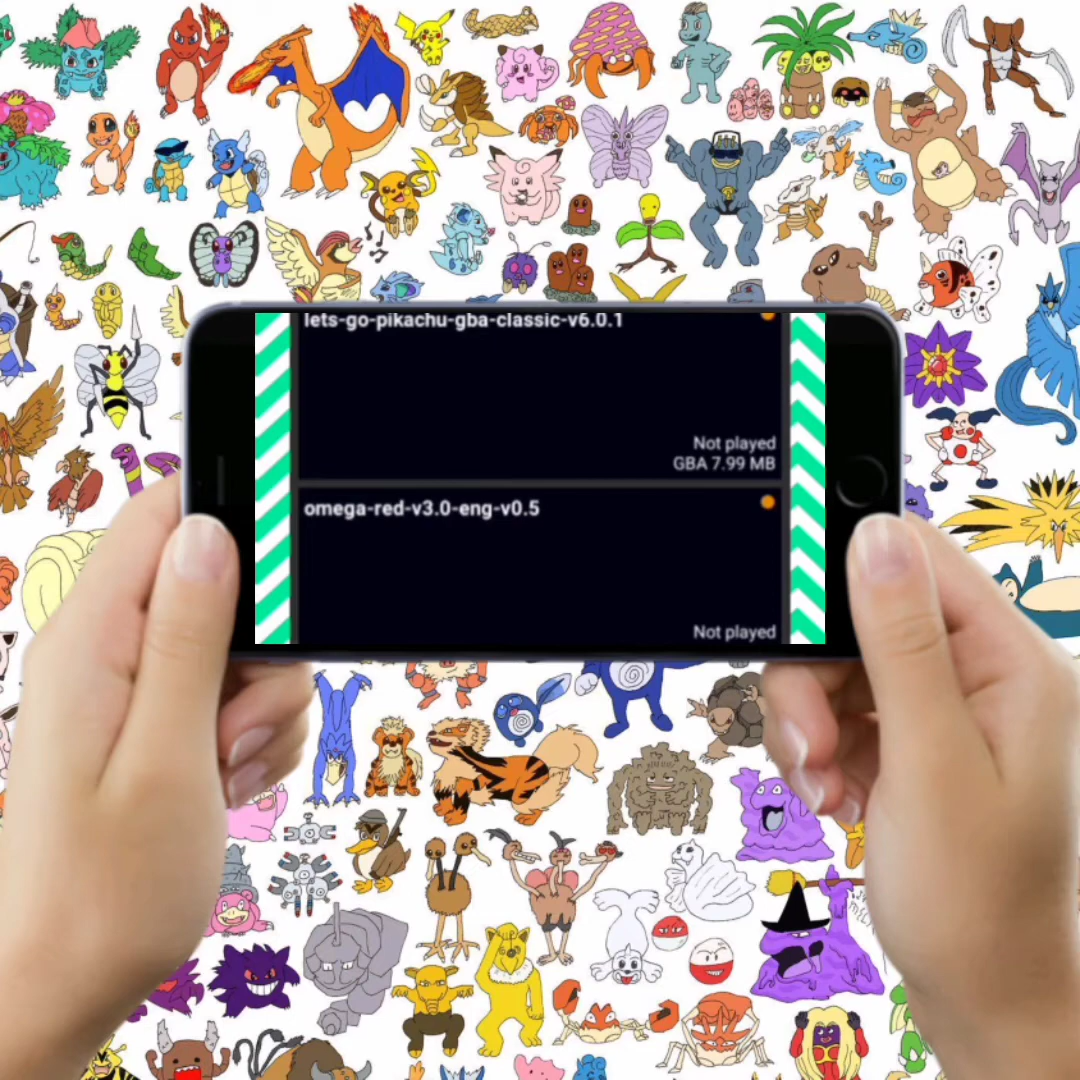 lets-go-pikachu-gba-classic-v6.0.1
Not played
GBA 7.99 MB
omega-red-v3.0-eng-v0.5
Not played